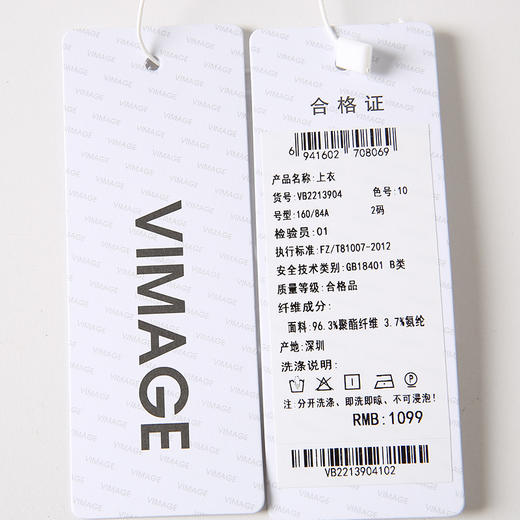 VIMAGE
合格证
6 941602 708069
产品名称:上衣
货号:VB2213904 色号:10
号型:160/84A 2码
检验员:01
执行标准:FZ/T81007-2012
安全技术类别:GB18401 B类
质量等级:合格品
纤维成分:
面料:96.3%聚酯纤维 3.7%氨纶
产地:深圳
洗涤说明:
注:分开洗涤、即洗即晾、不可浸泡!
RMB:1099
VB2213904102